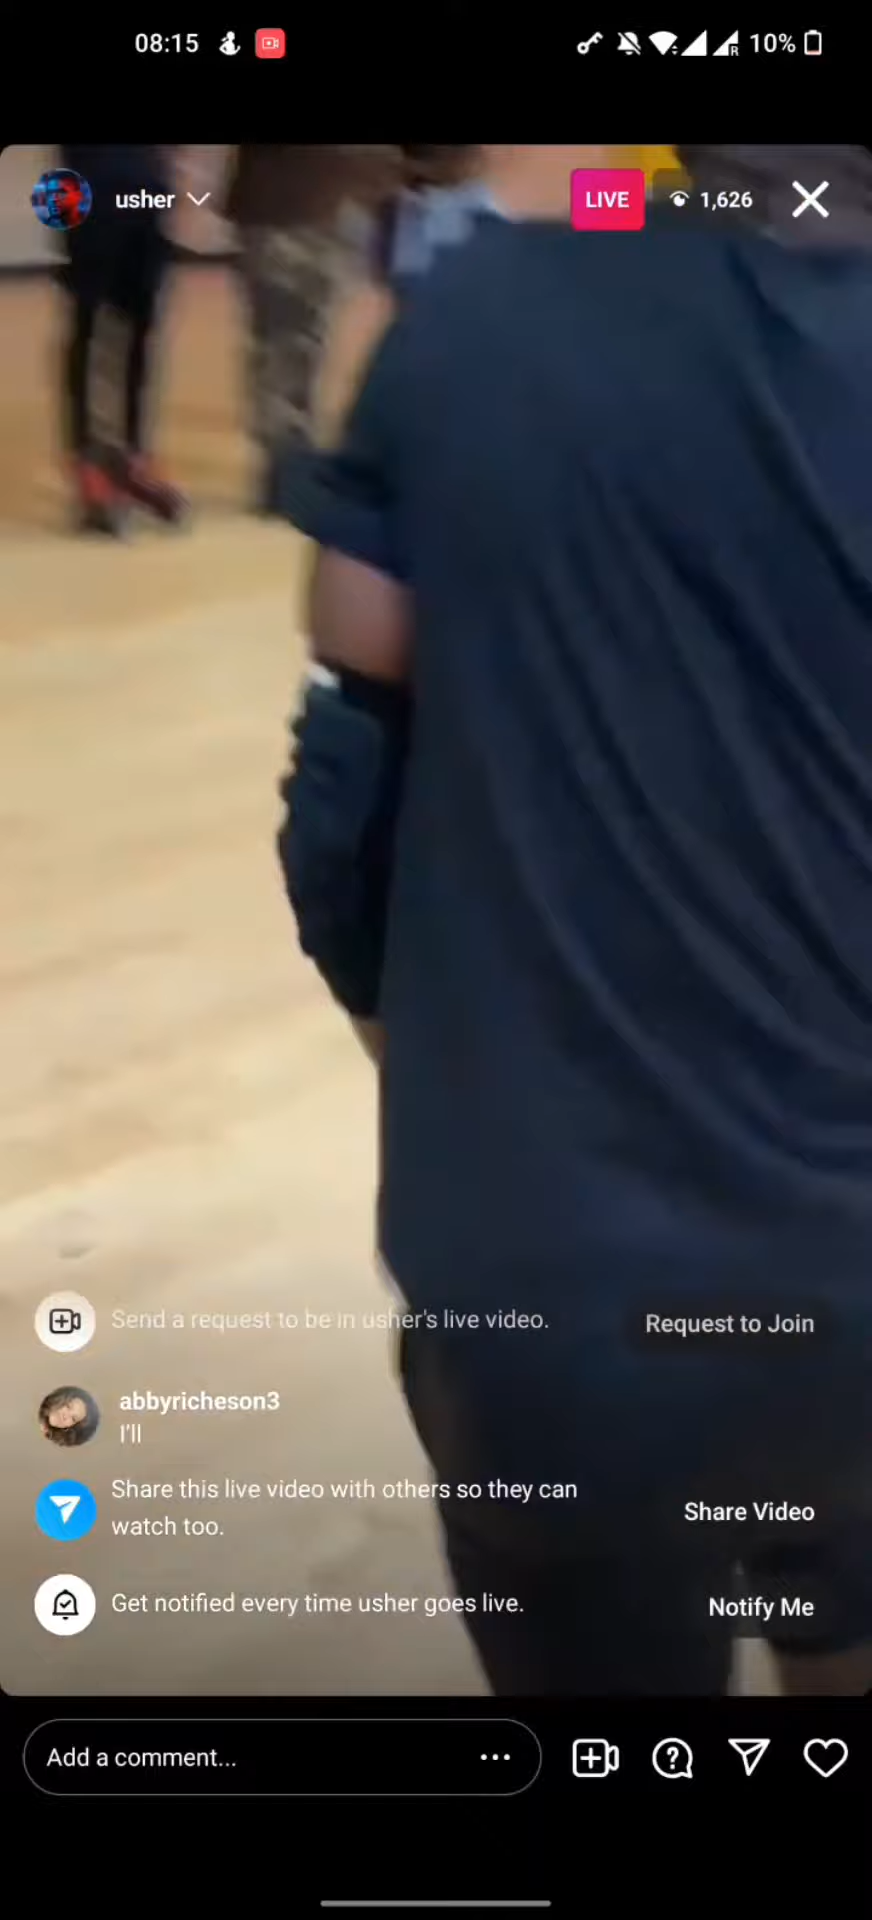 08:15
R 10%
usher
LIVE
1,626
Send a request to be in usher's live video.
Request to Join
abbyricheson3
I'll
Share this live video with others so they can
watch too.
Share Video
Get notified every time usher goes live.
Notify Me
Add a comment...